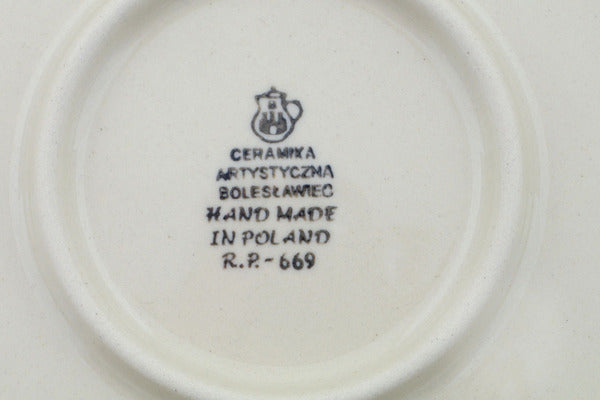 CERAMIKA
ARTYSTYCZNA
BOLESŁAWIEC
HAND MADE
IN POLAND
R.P.-669